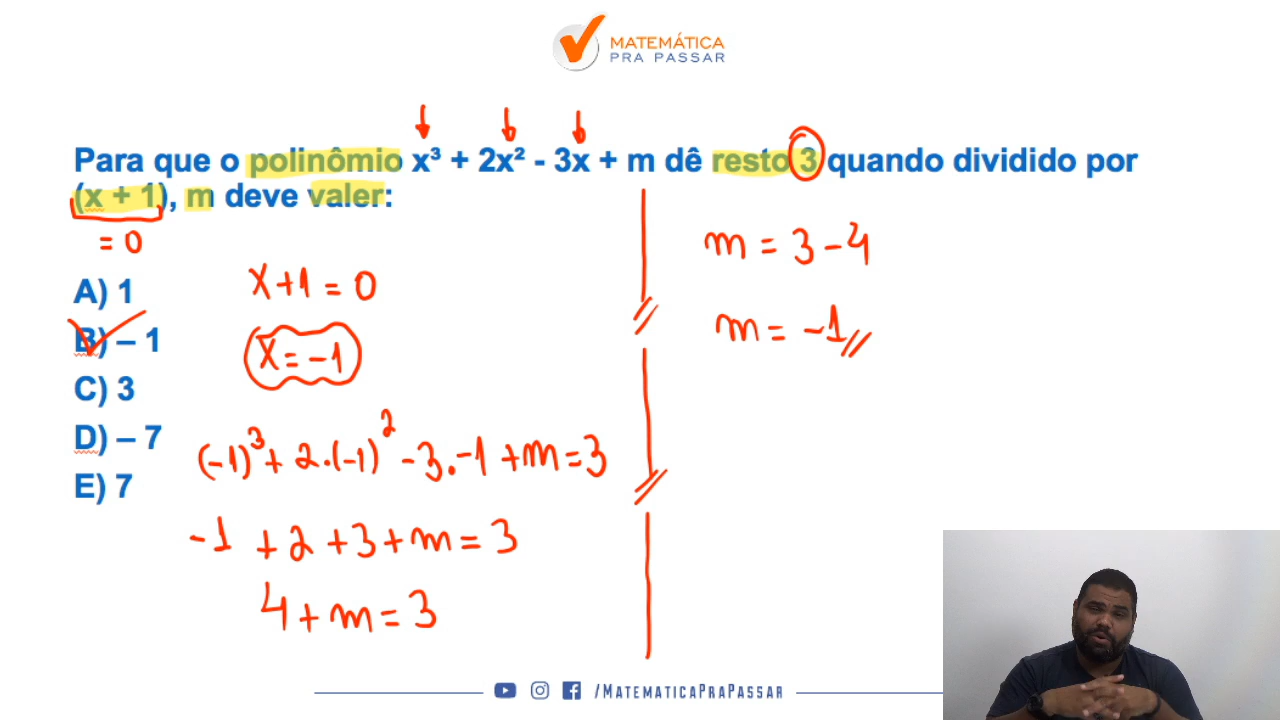 MATEMÁTICA
PRA PASSAR
Para que o polinômio x³ + 2x² - 3x + m dê resto 3 quando dividido por
(x + 1), m deve valer:
= 0
A) 1
B) – 1
C) 3
D) – 7
E) 7
x+1 = 0
x = -1
(-1)³ + 2.(-1)² - 3.-1 + m = 3
-1 + 2 + 3 + m = 3
4 + m = 3
m = 3 - 4
m = -1
/MATEMATICAPRAPASSAR